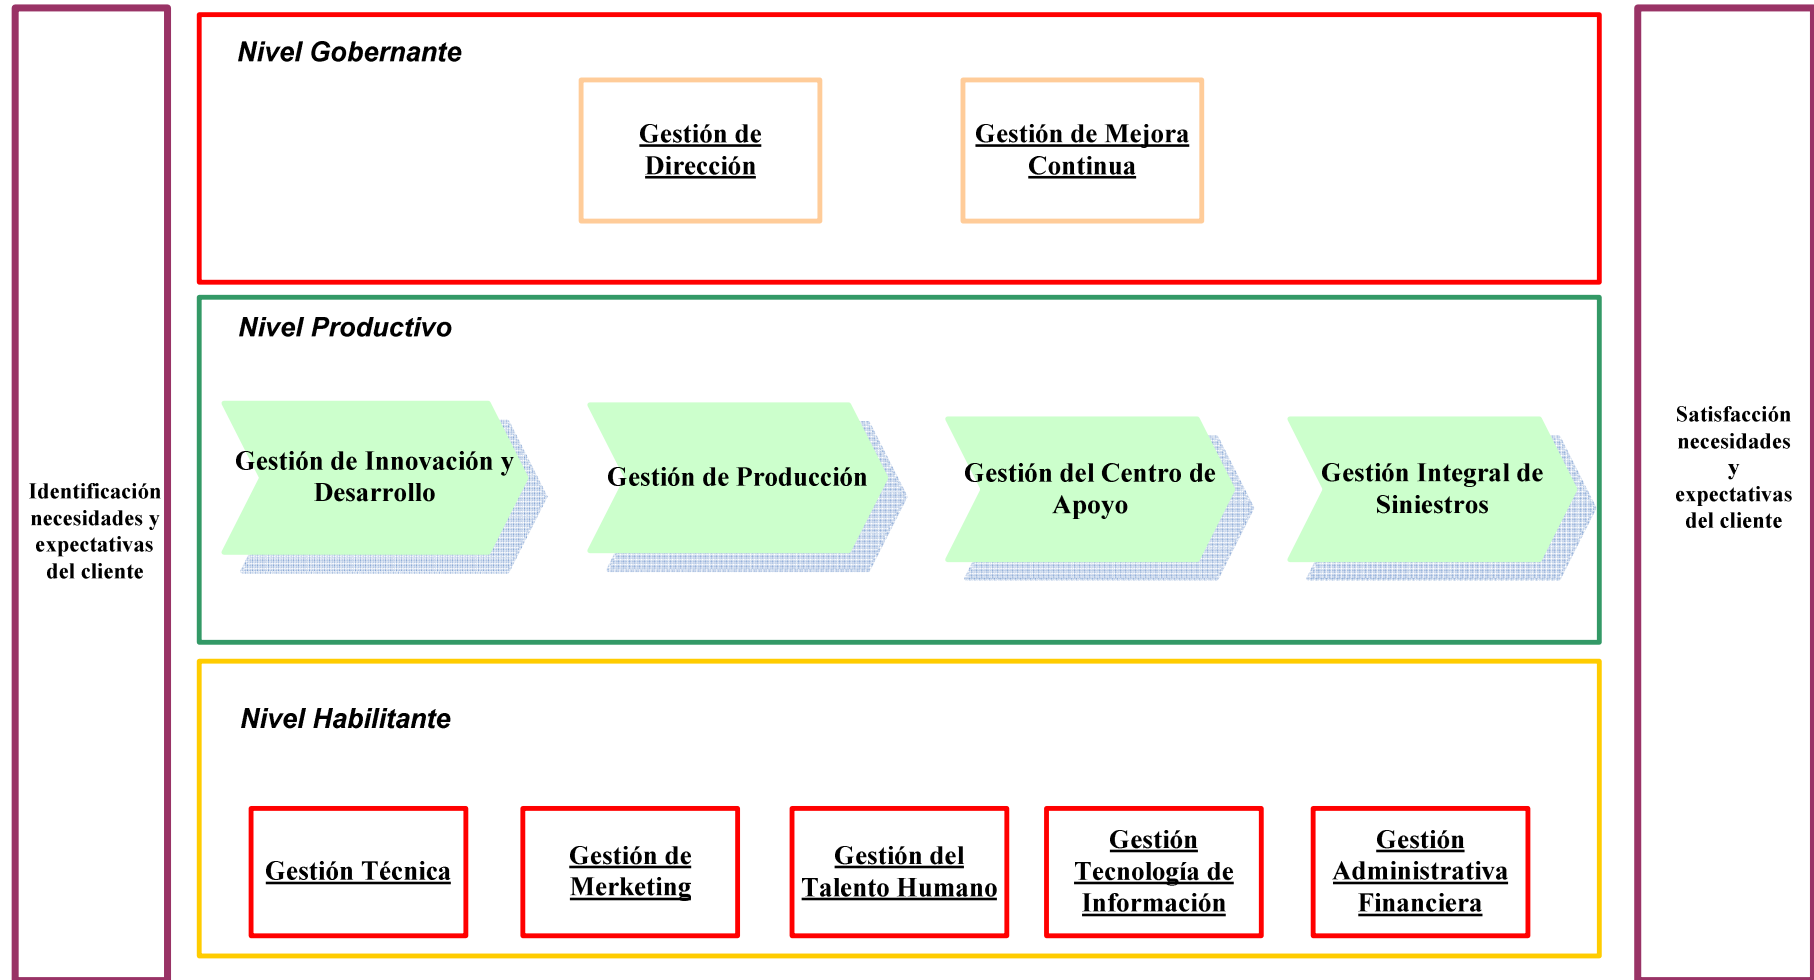 Identificación
necesidades y
expectativas
del cliente
Nivel Gobernante
Gestión de
Dirección
Gestión de Mejora
Continua
Nivel Productivo
Gestión de Innovación y
Desarrollo
Gestión de Producción
Gestión del Centro de
Apoyo
Gestión Integral de
Siniestros
Nivel Habilitante
Gestión Técnica
Gestión de
Merketing
Gestión del
Talento Humano
Gestión
Tecnología de
Información
Gestión
Administrativa
Financiera
Satisfacción
necesidades
y
expectativas
del cliente